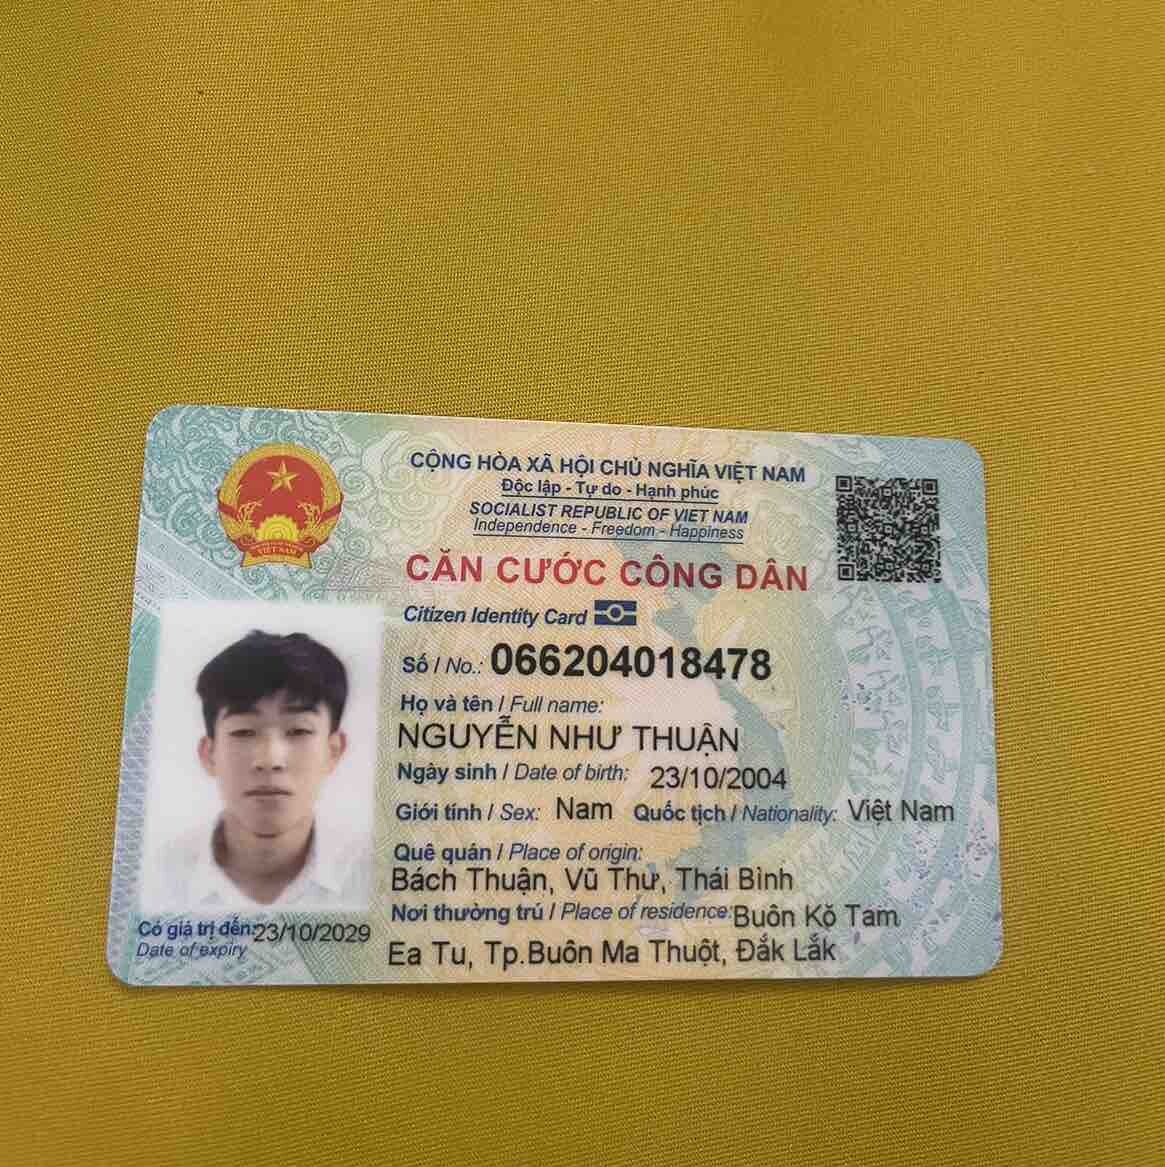 CỘNG HÒA XÃ HỘI CHỦ NGHĨA VIỆT NAM
Độc lập - Tự do - Hạnh phúc
SOCIALIST REPUBLIC OF VIET NAM
Independence - Freedom - Happiness
CĂN CƯỚC CÔNG DÂN
Citizen Identity Card
Số / No.: 066204018478
Họ và tên / Full name:
NGUYỄN NHƯ THUẬN
Ngày sinh / Date of birth: 23/10/2004
Giới tính / Sex: Nam Quốc tịch / Nationality: Việt Nam
Quê quán / Place of origin:
Bách Thuận, Vũ Thư, Thái Bình
Nơi thường trú / Place of residence: Buôn Kŏ Tam
Ea Tu, Tp.Buôn Ma Thuột, Đắk Lắk
Có giá trị đến: 23/10/2029
Date of expiry
VIỆT NAM